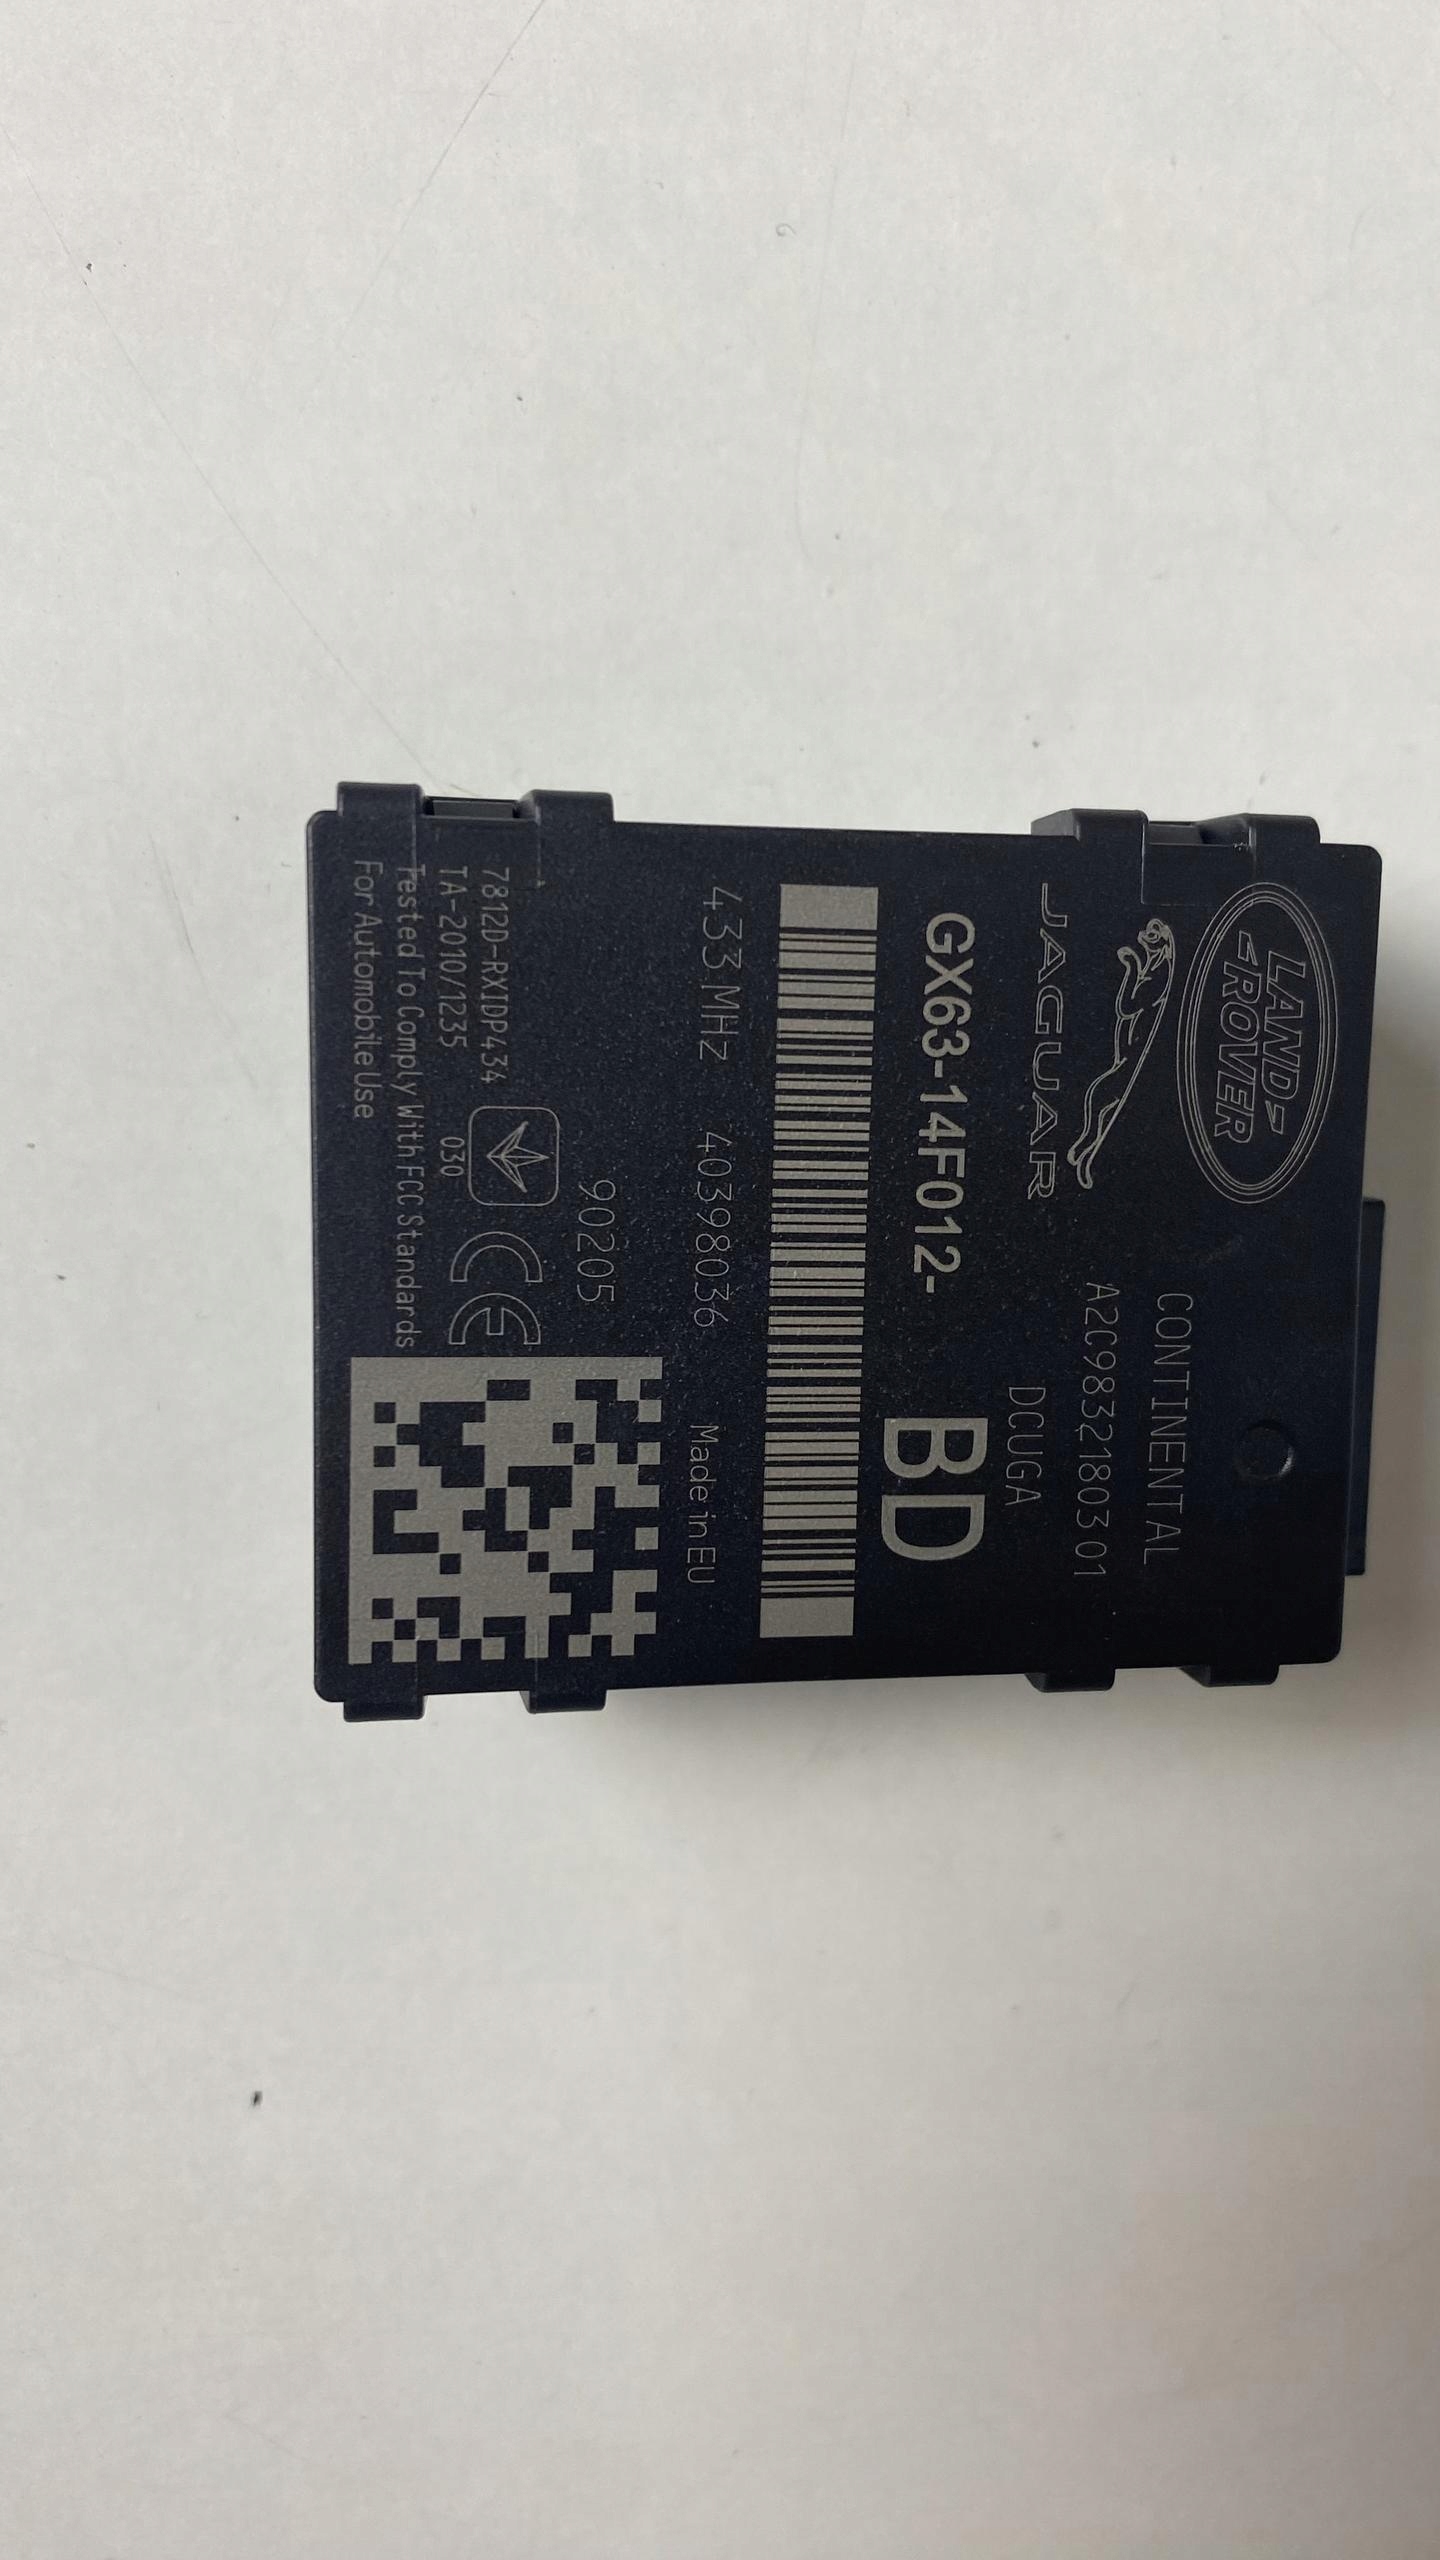 LAND
ROVER
JAGUAR
CONTINENTAL
A2C98321803 01
DCUGA
GX63-14F012- BD
433 MHz 40398036 Made in EU
90205
7812D-RXIDP434
TA-2010/1235
030
CE
Tested To Comply With FCC Standards
For Automobile Use